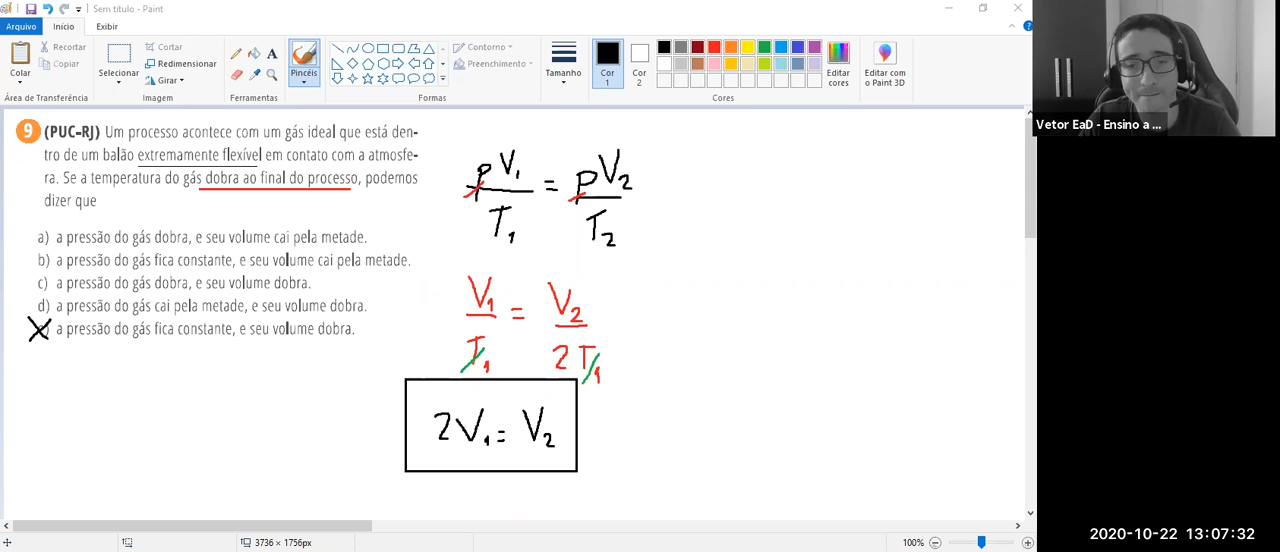 Sem título - Paint
Arquivo Início Exibir
Colar
Recortar
Copiar
Área de Transferência
Selecionar
Cortar
Redimensionar
Girar
Imagem
A
Ferramentas
Pincéis
Contorno
Preenchimento
Formas
Tamanho
Cor
1
Cor
2
Editar
cores
Cores
Editar com
o Paint 3D
Vetor EaD - Ensino a ...
9 (PUC-RJ) Um processo acontece com um gás ideal que está den-
tro de um balão extremamente flexível em contato com a atmosfe-
ra. Se a temperatura do gás dobra ao final do processo, podemos
dizer que
a) a pressão do gás dobra, e seu volume cai pela metade.
b) a pressão do gás fica constante, e seu volume cai pela metade.
c) a pressão do gás dobra, e seu volume dobra.
d) a pressão do gás cai pela metade, e seu volume dobra.
a pressão do gás fica constante, e seu volume dobra.
pV₁ = pV₂
T₁ T₂
V₁ = V₂
T₁ 2T₁
2V₁ = V₂
3736 × 1756px
100%
2020-10-22 13:07:32